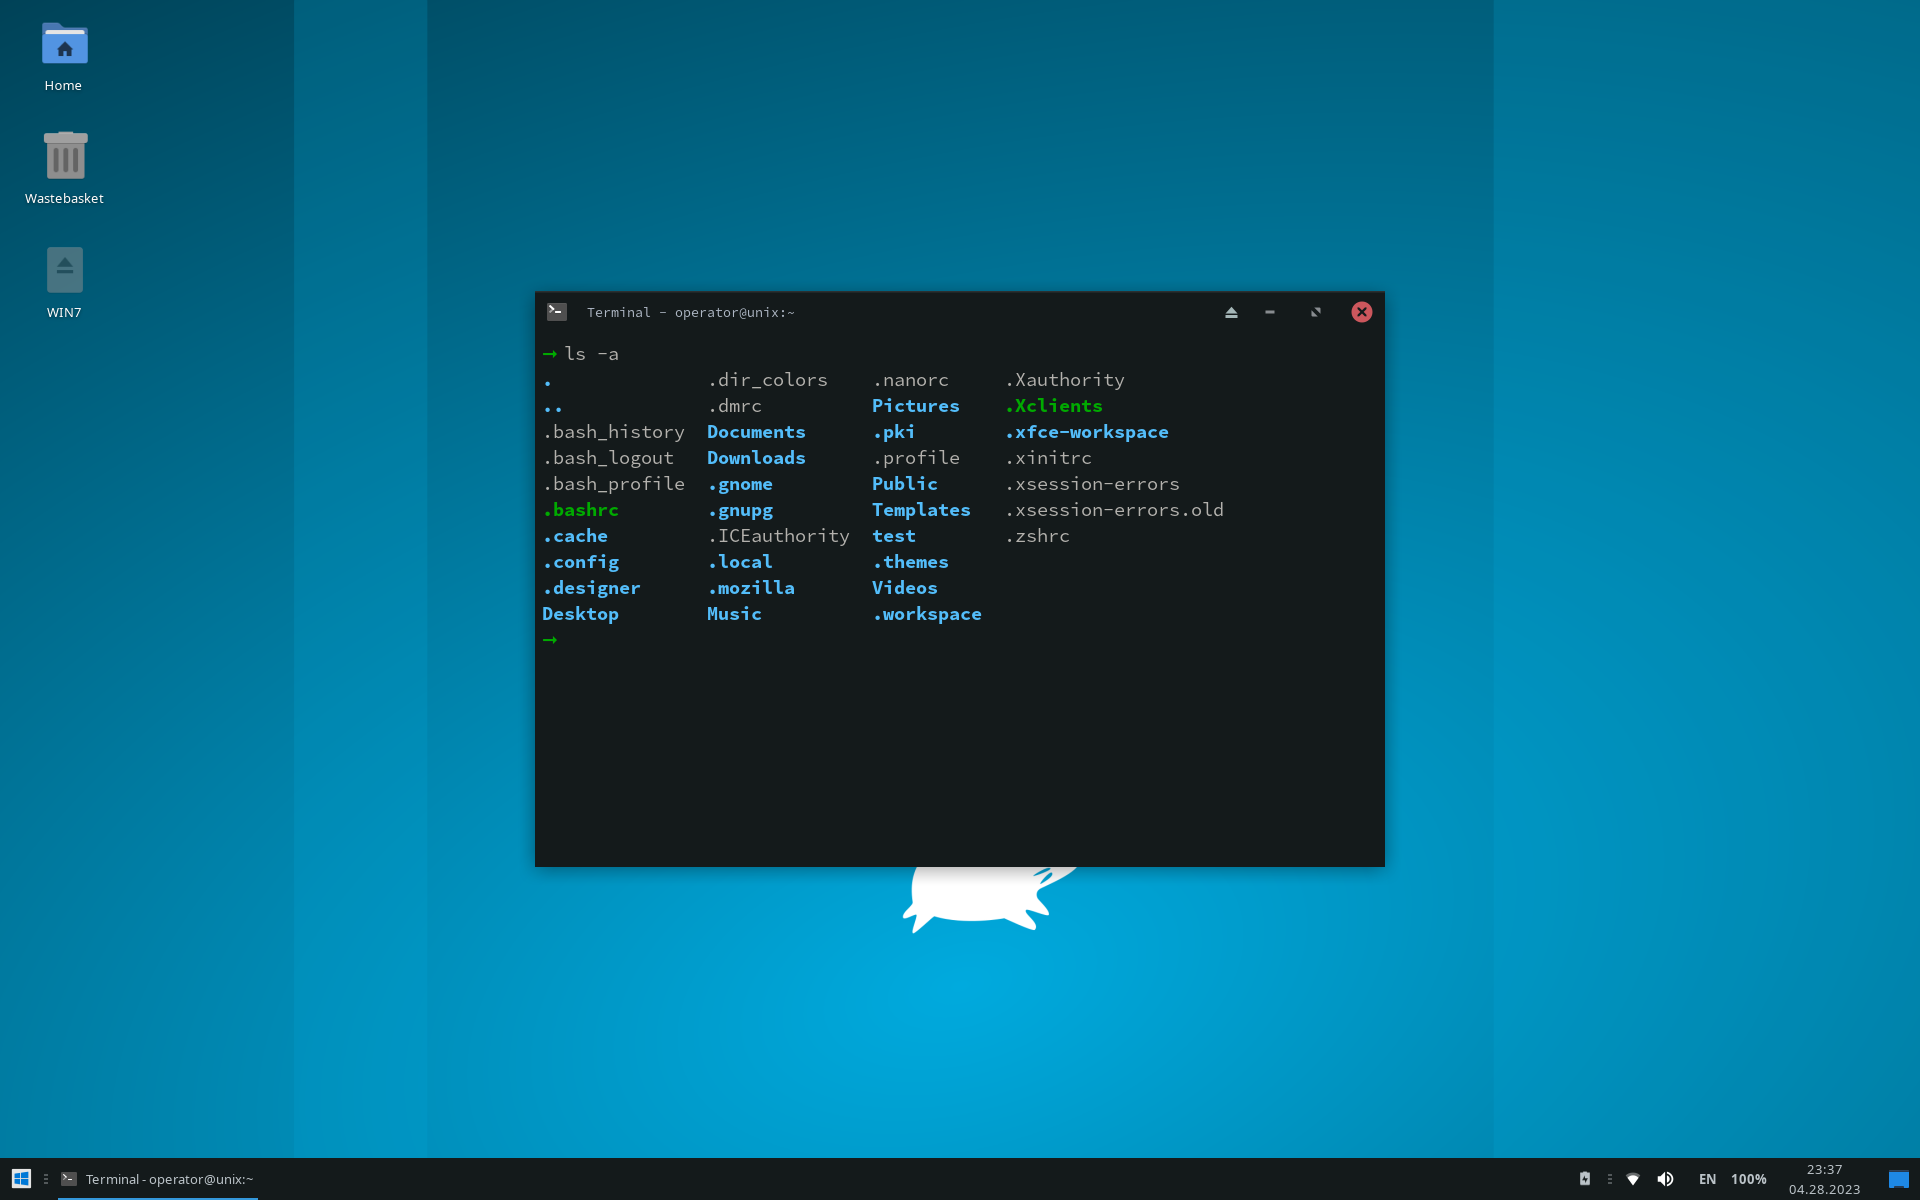 Home
Wastebasket
WIN7
Terminal - operator@unix:~
→ ls -a
. .dir_colors .nanorc .Xauthority
.. .dmrc Pictures .Xclients
.bash_history Documents .pki .xfce-workspace
.bash_logout Downloads .profile .xinitrc
.bash_profile .gnome Public .xsession-errors
.bashrc .gnupg Templates .xsession-errors.old
.cache .ICEauthority test .zshrc
.config .local .themes
.designer .mozilla Videos
Desktop Music .workspace
→
Terminal - operator@unix:~
EN 100%
23:37
04.28.2023